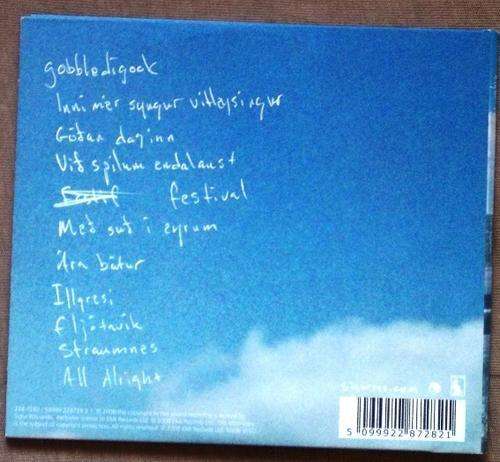 gobbledigook
Inni mér syngur vitleysingur
Góðan daginn
Við spilum endalaust
festival
Með suð í eyrum
Ára bátur
Illgresi
fljótavík
Straumnes
All Alright
5 099922 872821